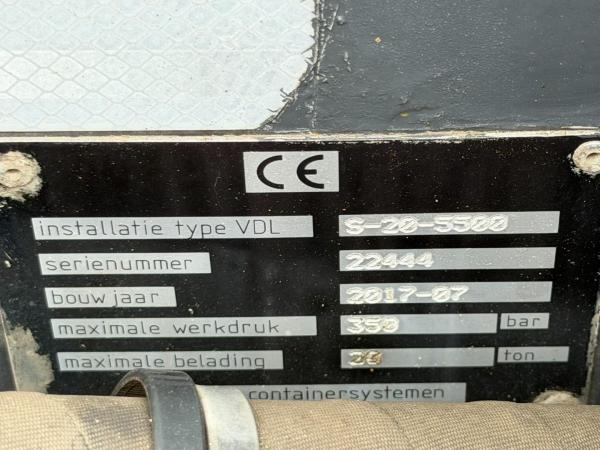 CE
installatie type VDL S-20-5500
serienummer 22444
bouwjaar 2017-07
maximale werkdruk 350 bar
maximale belading ton
containersystemen